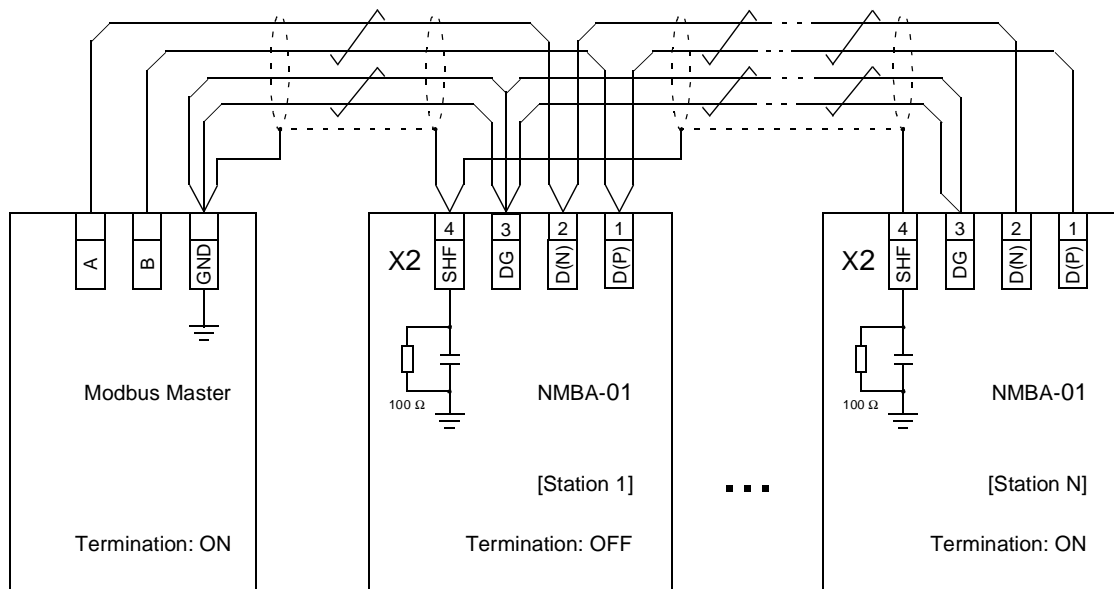 A
B
GND
X2
4
3
2
1
SHF
DG
D(N)
D(P)
X2
4
3
2
1
SHF
DG
D(N)
D(P)
Modbus Master
100 Ω
NMBA-01
100 Ω
NMBA-01
[Station 1]
...
[Station N]
Termination: ON
Termination: OFF
Termination: ON